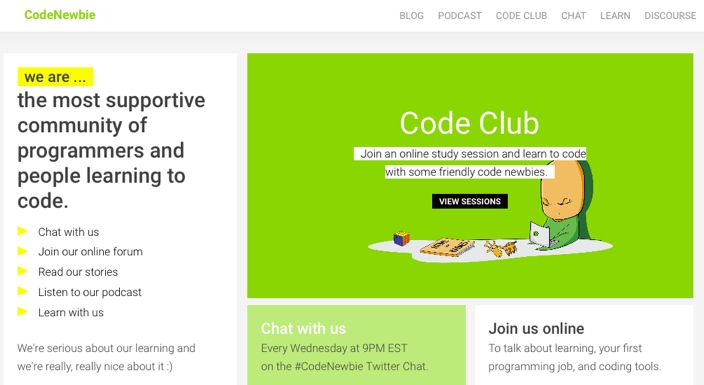 CodeNewbie
BLOG PODCAST CODE CLUB CHAT LEARN DISCOURSE
we are ...
the most supportive
community of
programmers and
people learning to
code.
Chat with us
Join our online forum
Read our stories
Listen to our podcast
Learn with us
We're serious about our learning and
we're really, really nice about it :)
Code Club
Join an online study session and learn to code
with some friendly code newbies.
VIEW SESSIONS
Chat with us
Every Wednesday at 9PM EST
on the #CodeNewbie Twitter Chat.
Join us online
To talk about learning, your first
programming job, and coding tools.